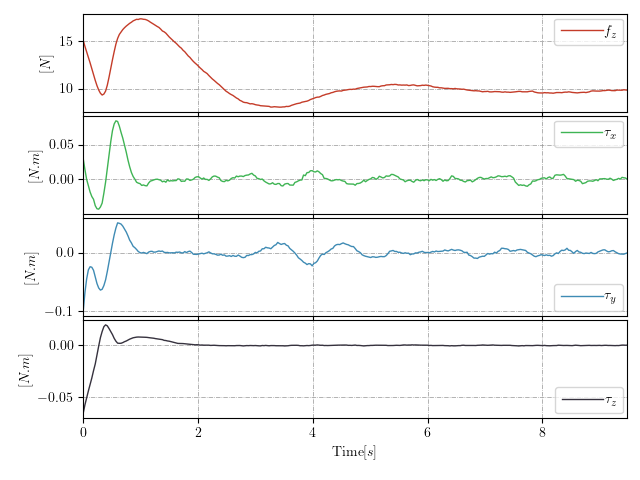 15
10
[N]
f_z
0.05
0.00
[N.m]
τ_x
0.0
−0.1
[N.m]
τ_y
0.00
−0.05
[N.m]
τ_z
0 2 4 6 8
Time[s]